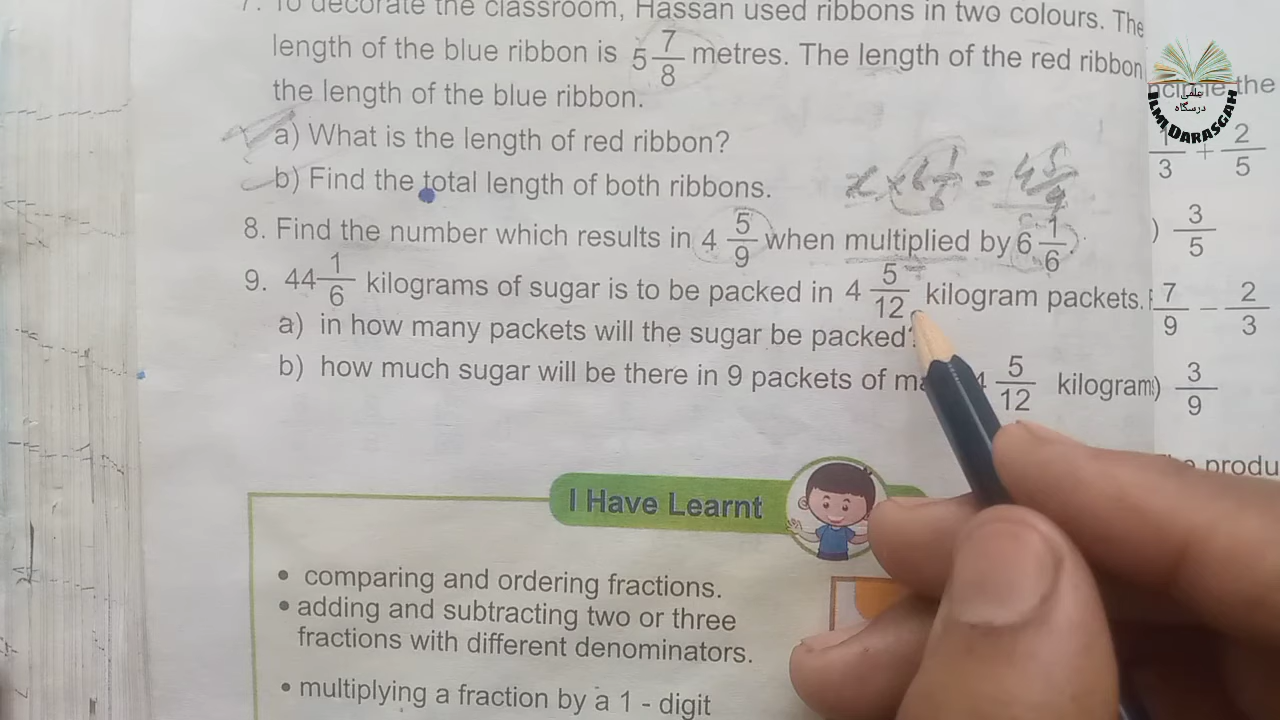 7. To decorate the classroom, Hassan used ribbons in two colours. The
length of the blue ribbon is 5 7/8 metres. The length of the red ribbon
the length of the blue ribbon.
a) What is the length of red ribbon?
b) Find the total length of both ribbons.
8. Find the number which results in 4 5/9 when multiplied by 6 1/6
9. 44 1/6 kilograms of sugar is to be packed in 4 5/12 kilogram packets.
a) in how many packets will the sugar be packed?
b) how much sugar will be there in 9 packets of 4 5/12 kilogram
I Have Learnt
• comparing and ordering fractions.
• adding and subtracting two or three
fractions with different denominators.
• multiplying a fraction by a 1 - digit
the
1/3 + 2/5
) 3/5
7/9 − 2/3
) 3/9
produ
علمی
درسگاہ
ILMI DARASGAH